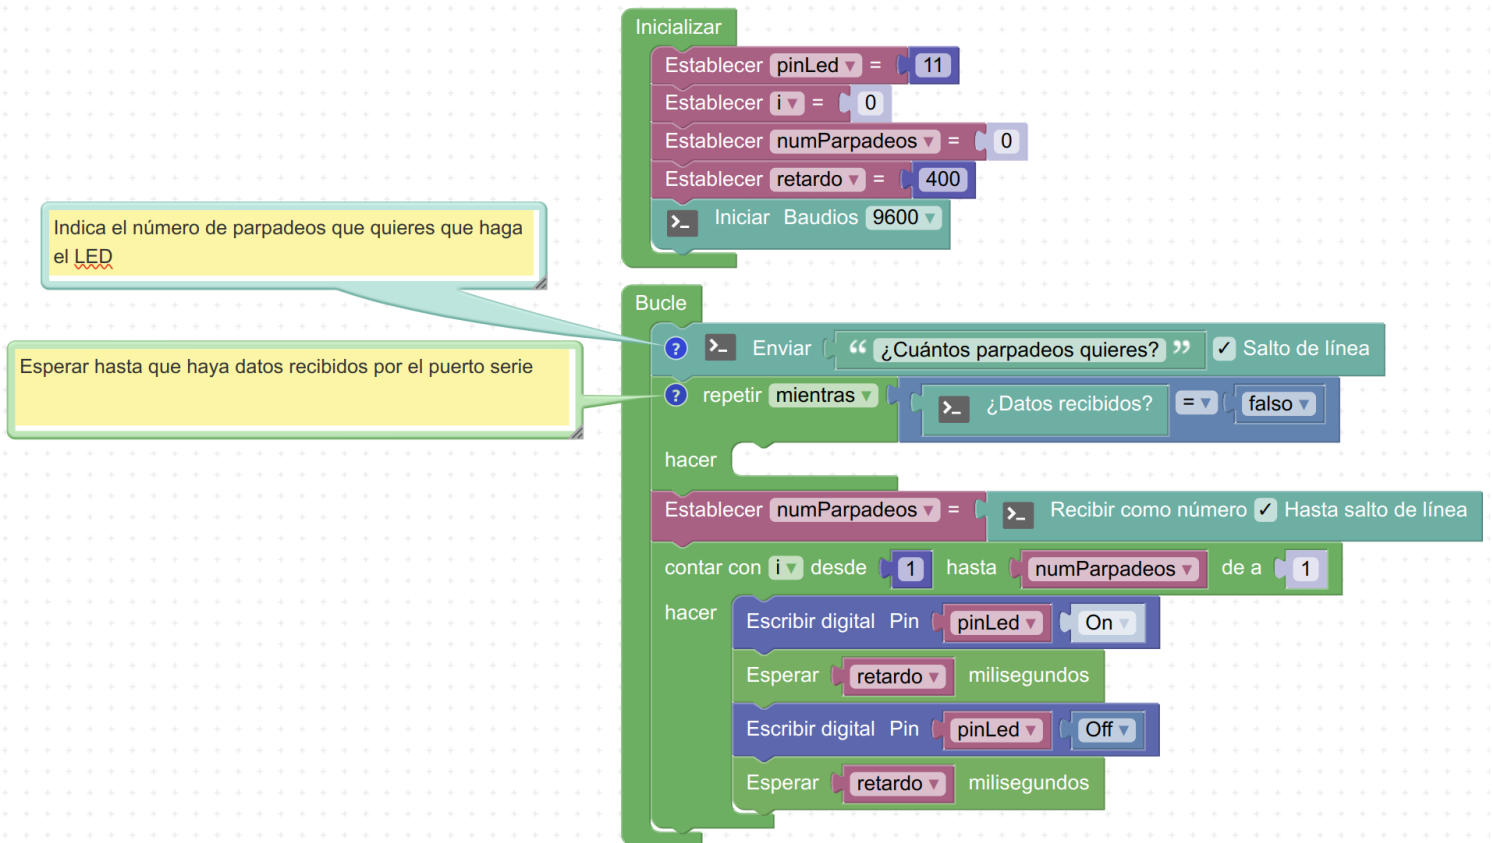 Inicializar
Establecer pinLed = 11
Establecer i = 0
Establecer numParpadeos = 0
Establecer retardo = 400
>_ Iniciar Baudios 9600
Indica el número de parpadeos que quieres que haga
el LED
Bucle
? >_ Enviar “ ¿Cuántos parpadeos quieres? ” ✓ Salto de línea
Esperar hasta que haya datos recibidos por el puerto serie
? repetir mientras >_ ¿Datos recibidos? = falso
hacer
Establecer numParpadeos = >_ Recibir como número ✓ Hasta salto de línea
contar con i desde 1 hasta numParpadeos de a 1
hacer Escribir digital Pin pinLed On
Esperar retardo milisegundos
Escribir digital Pin pinLed Off
Esperar retardo milisegundos